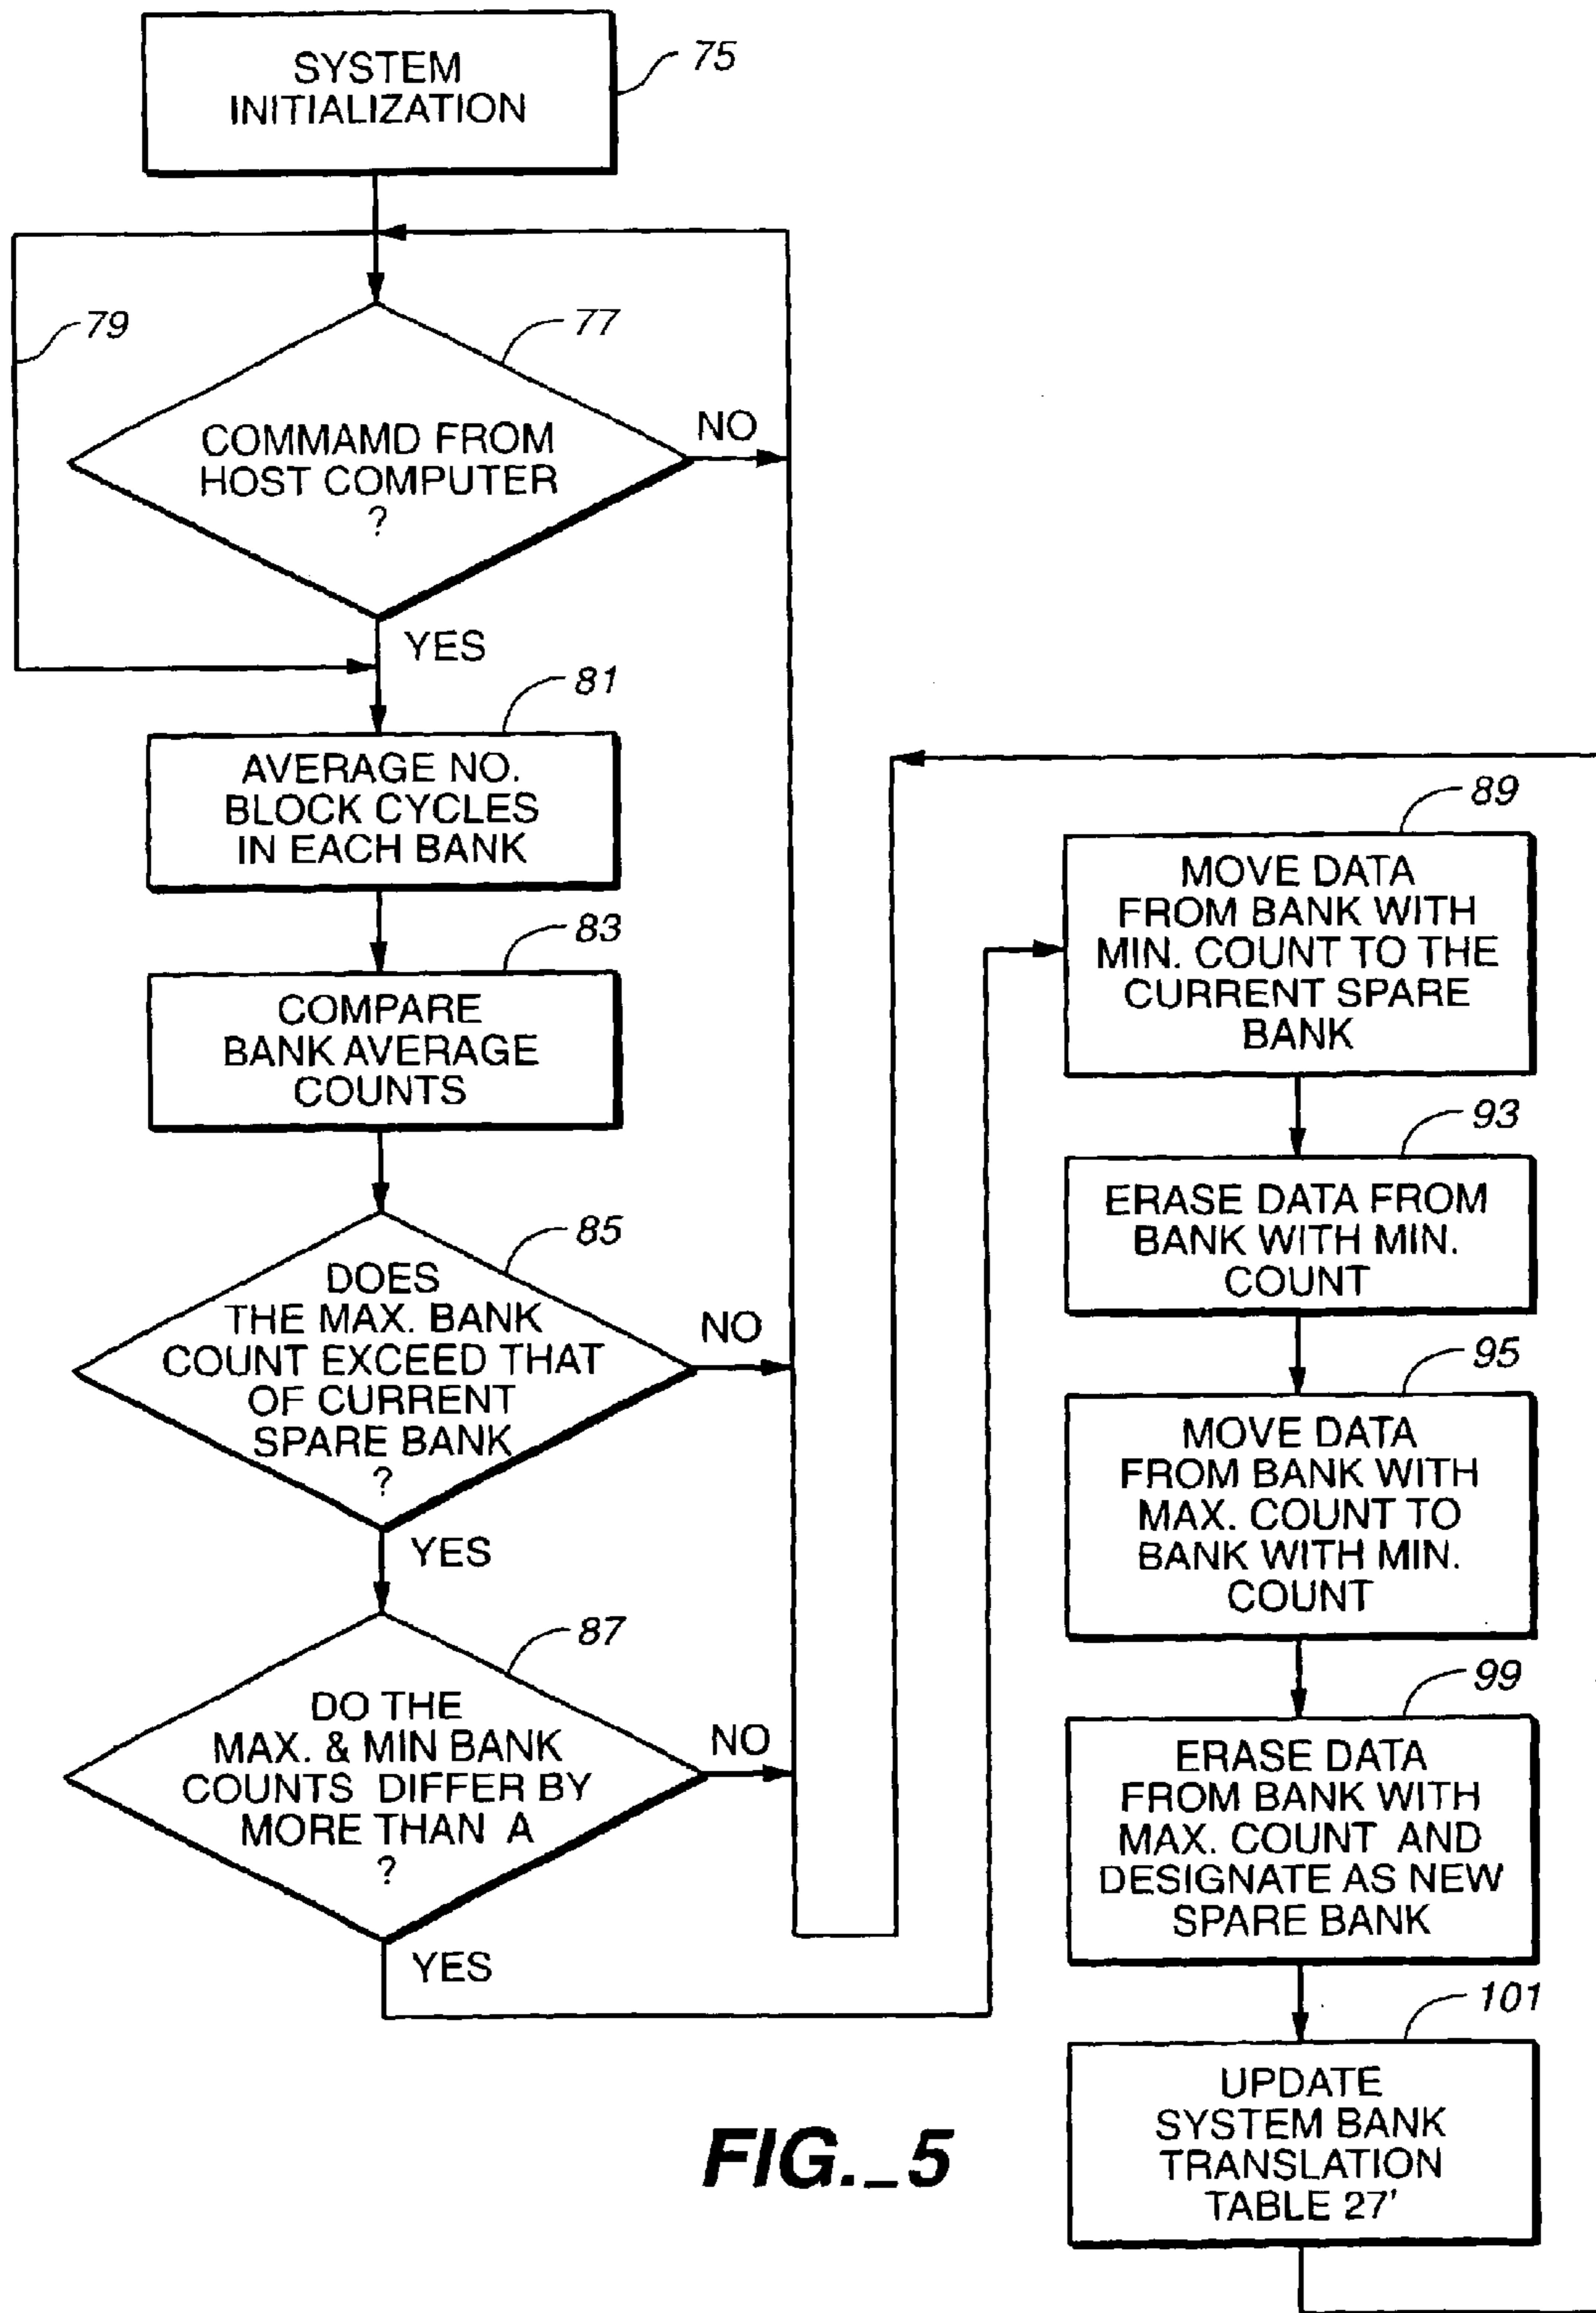 SYSTEM
INITIALIZATION
75
79
77
COMMAMD FROM
HOST COMPUTER
?
NO
YES
81
AVERAGE NO.
BLOCK CYCLES
IN EACH BANK
83
COMPARE
BANK AVERAGE
COUNTS
85
DOES
THE MAX. BANK
COUNT EXCEED THAT
OF CURRENT
SPARE BANK
?
NO
YES
87
DO THE
MAX. & MIN BANK
COUNTS DIFFER BY
MORE THAN A
?
NO
YES
89
MOVE DATA
FROM BANK WITH
MIN. COUNT TO THE
CURRENT SPARE
BANK
93
ERASE DATA FROM
BANK WITH MIN.
COUNT
95
MOVE DATA
FROM BANK WITH
MAX. COUNT TO
BANK WITH MIN.
COUNT
99
ERASE DATA
FROM BANK WITH
MAX. COUNT AND
DESIGNATE AS NEW
SPARE BANK
101
UPDATE
SYSTEM BANK
TRANSLATION
TABLE 27'
FIG._5